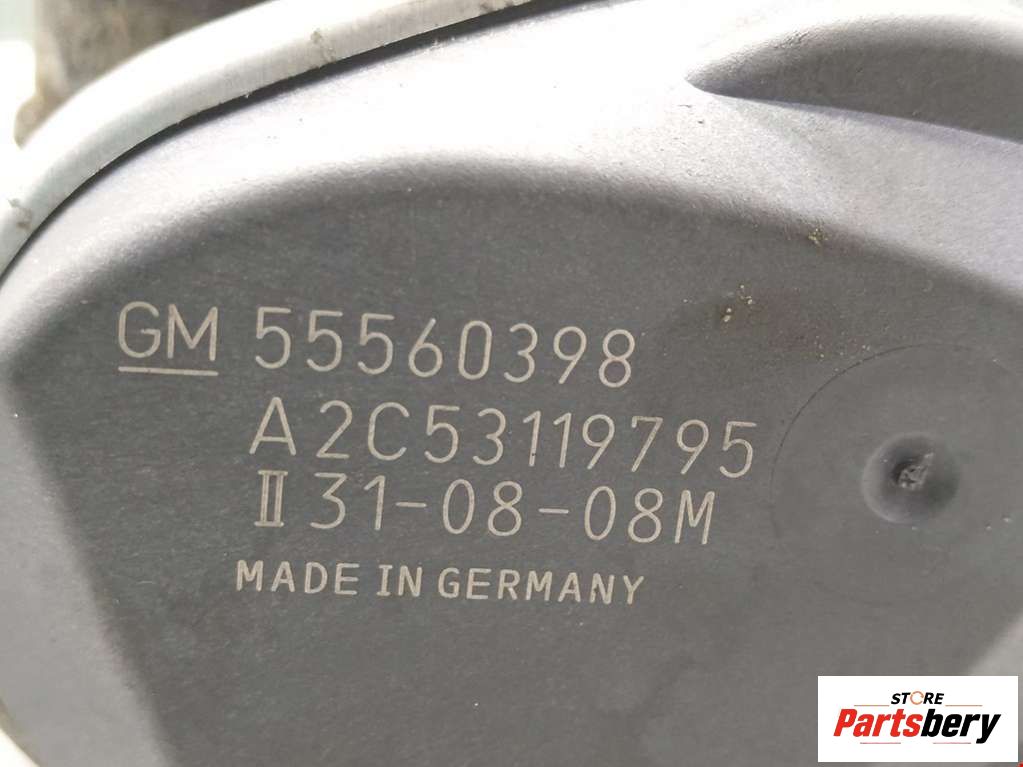 GM 55560398
A2C53119795
II 31-08-08M
MADE IN GERMANY
STORE
Partsbery